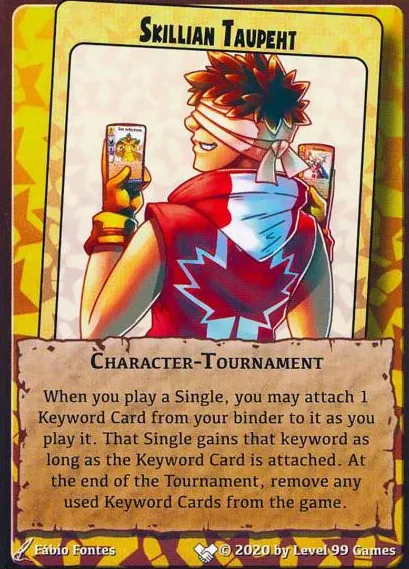 Skillian Taupeht
Character-Tournament
When you play a Single, you may attach 1
Keyword Card from your binder to it as you
play it. That Single gains that keyword as
long as the Keyword Card is attached. At
the end of the Tournament, remove any
used Keyword Cards from the game.
Fábio Fontes
© 2020 by Level 99 Games